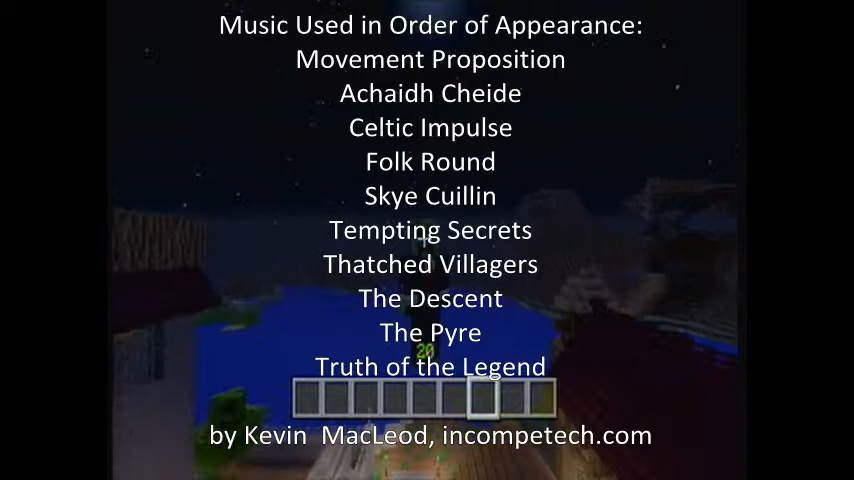 Music Used in Order of Appearance:
Movement Proposition
Achaidh Cheide
Celtic Impulse
Folk Round
Skye Cuillin
Tempting Secrets
Thatched Villagers
The Descent
The Pyre
20
Truth of the Legend
by Kevin  MacLeod, incompetech.com